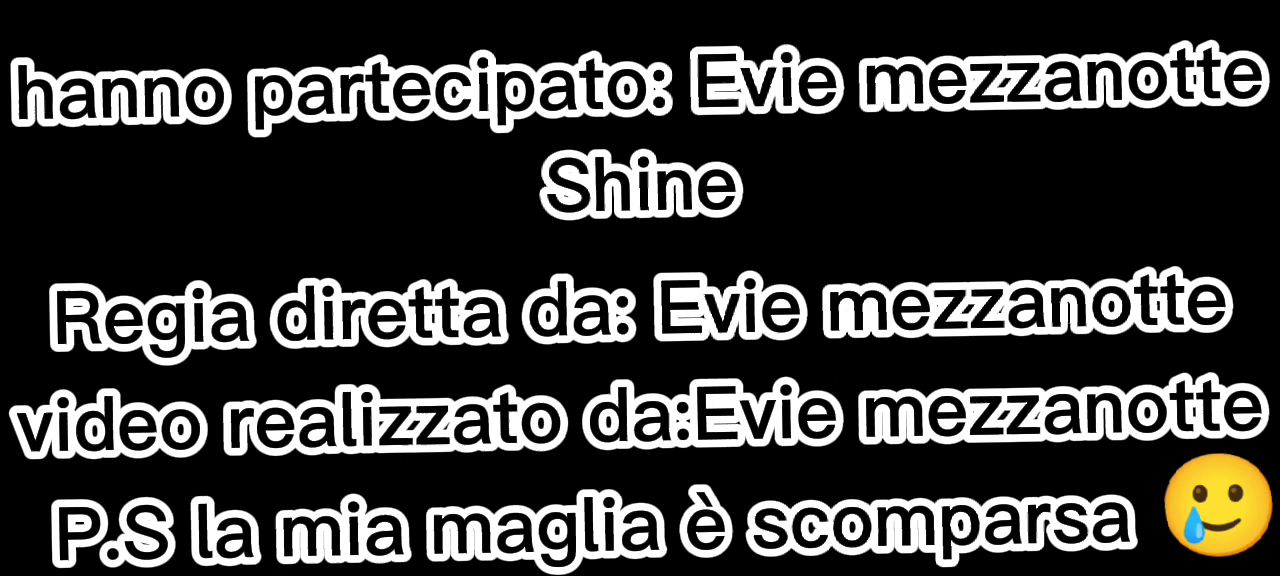 hanno partecipato: Evie mezzanotte
Shine
Regia diretta da: Evie mezzanotte
video realizzato da:Evie mezzanotte
P.S la mia maglia è scomparsa 🥲